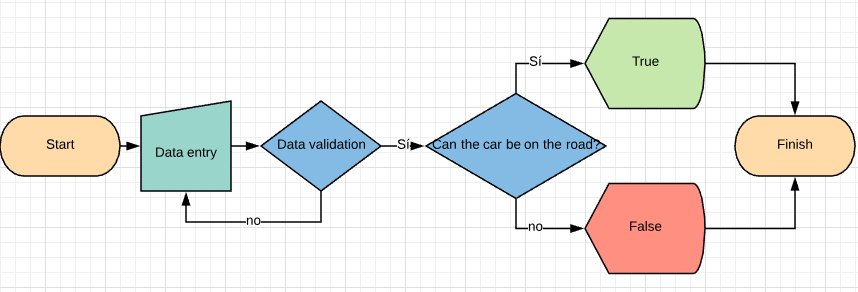 Start
Data entry
Data validation
no
Sí
Can the car be on the road?
Sí
True
no
False
Finish